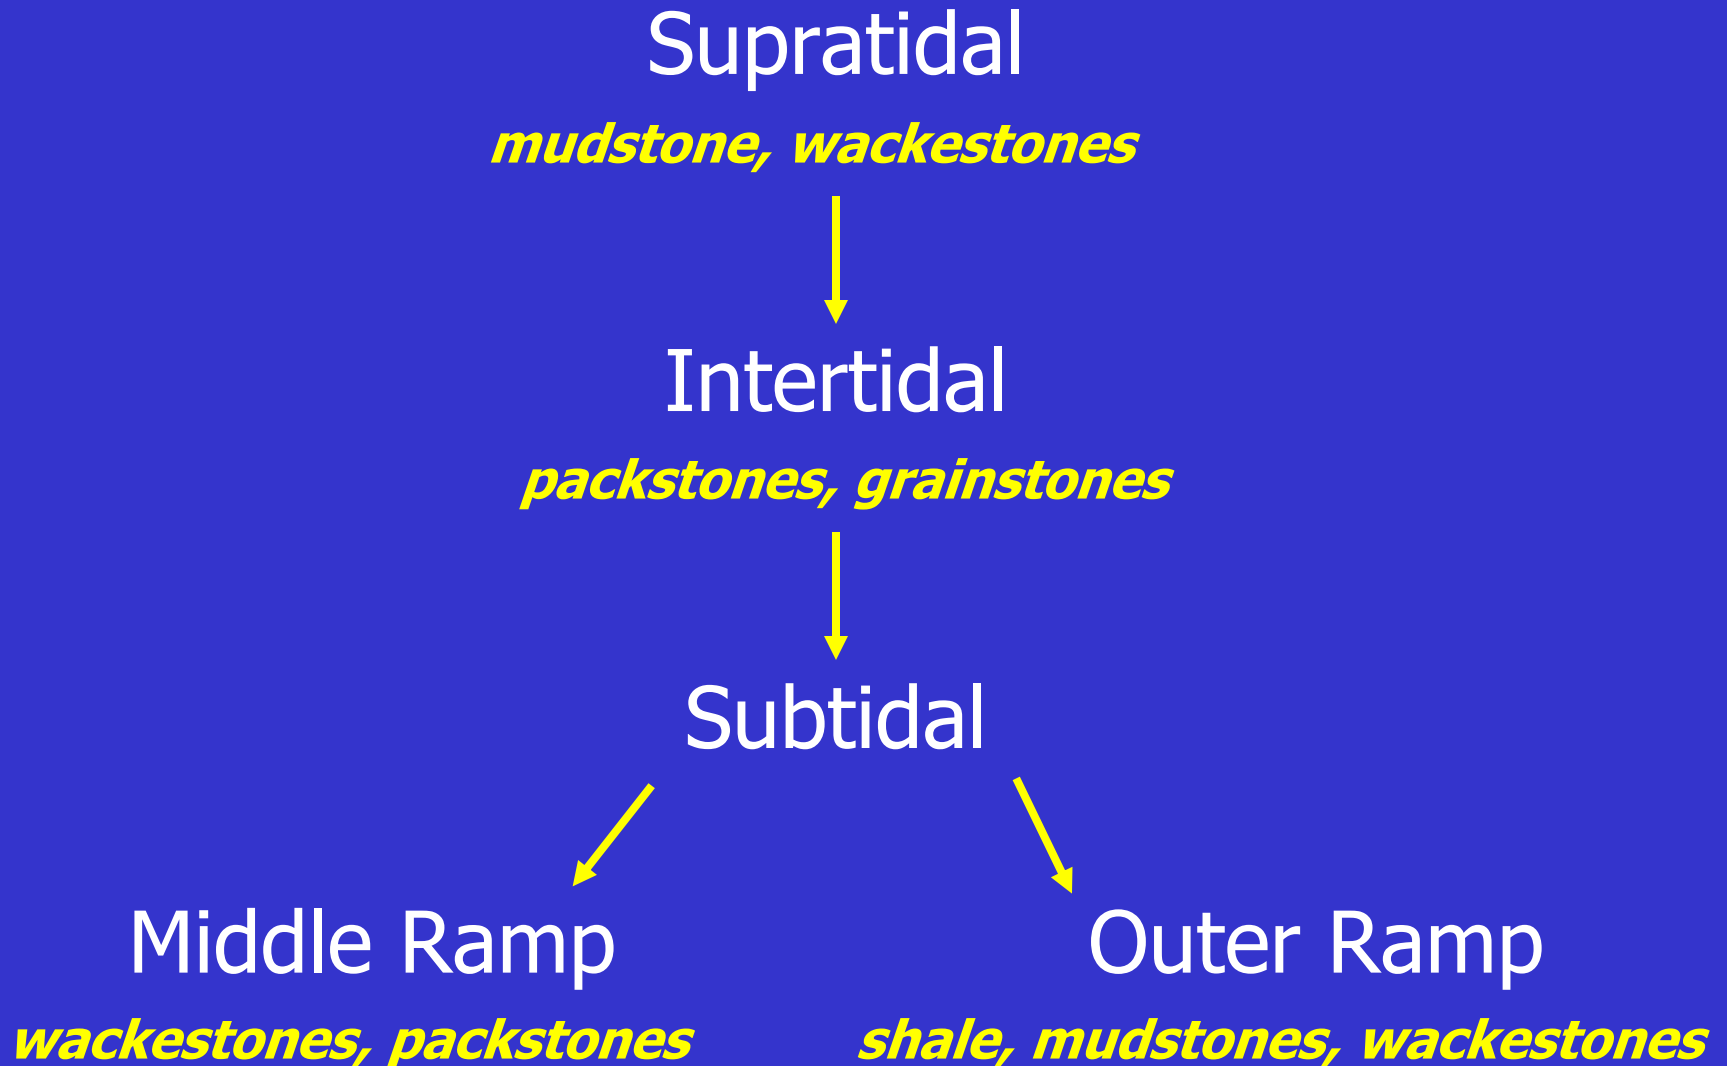 Supratidal
mudstone, wackestones
Intertidal
packstones, grainstones
Subtidal
Middle Ramp
wackestones, packstones
Outer Ramp
shale, mudstones, wackestones